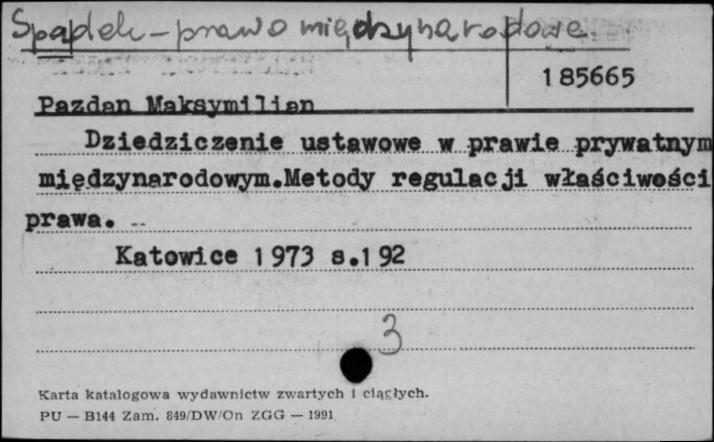 Spadek – prawo międzynarodowe.
185665
Pazdan Maksymilian
Dziedziczenie ustawowe w prawie prywatnym
międzynarodowym.Metody regulacji właściwości
prawa.
Katowice 1973 s.192
3
Karta katalogowa wydawnictw zwartych i ciągłych.
PU — B144 Zam. 849/DW/On ZGG — 1991